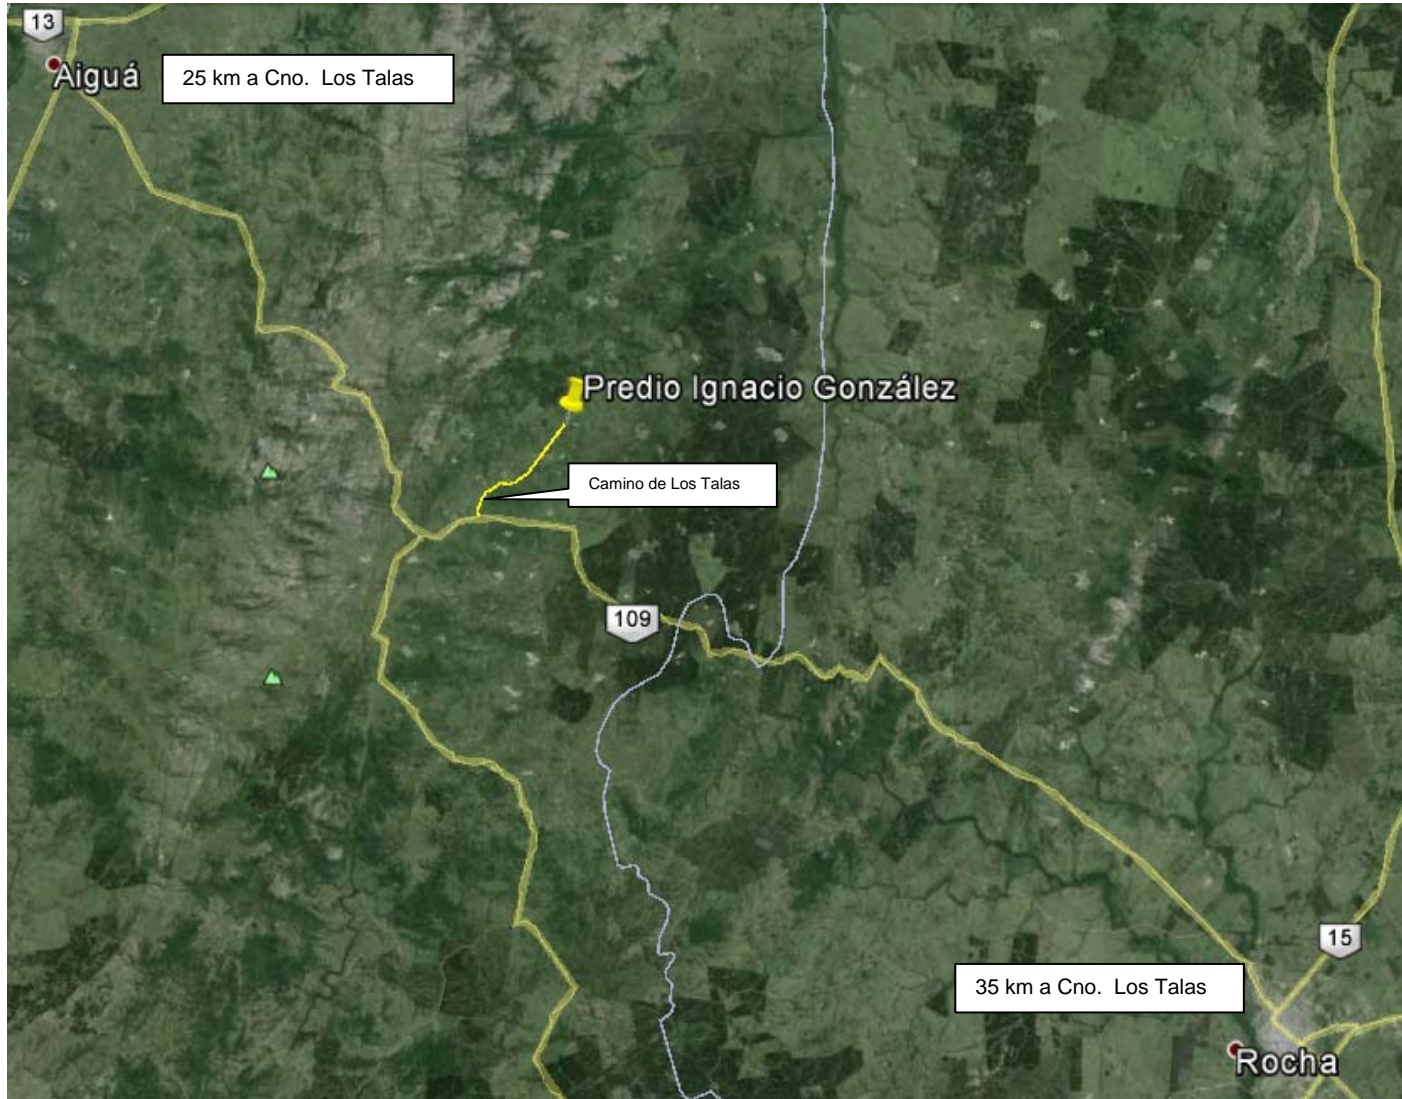 13
Aiguá
25 km a Cno. Los Talas
Predio Ignacio González
Camino de Los Talas
109
15
35 km a Cno. Los Talas
Rocha